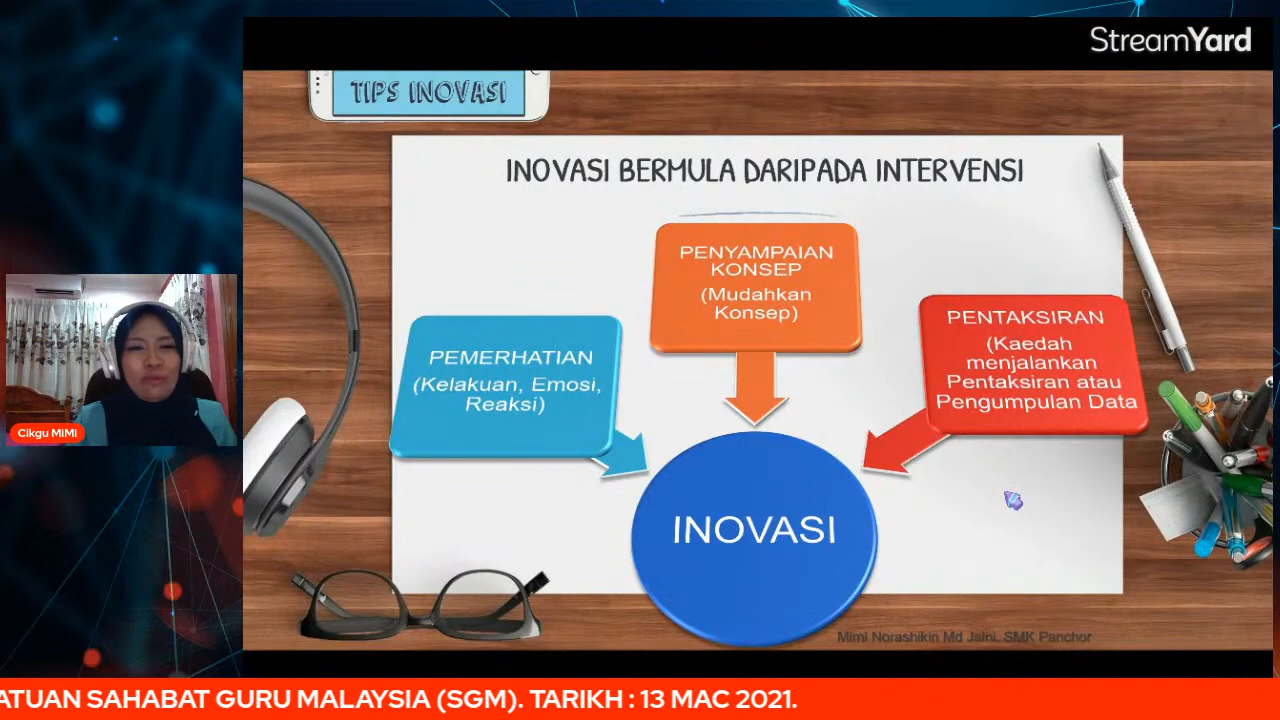 StreamYard
TIPS INOVASI
INOVASI BERMULA DARIPADA INTERVENSI
PENYAMPAIAN
KONSEP
(Mudahkan
Konsep)
PEMERHATIAN
(Kelakuan, Emosi,
Reaksi)
PENTAKSIRAN
(Kaedah
menjalankan
Pentaksiran atau
Pengumpulan Data
INOVASI
Cikgu MiMi
Mimi Norashikin Md Jaini, SMK Panchor
ATUAN SAHABAT GURU MALAYSIA (SGM). TARIKH : 13 MAC 2021.